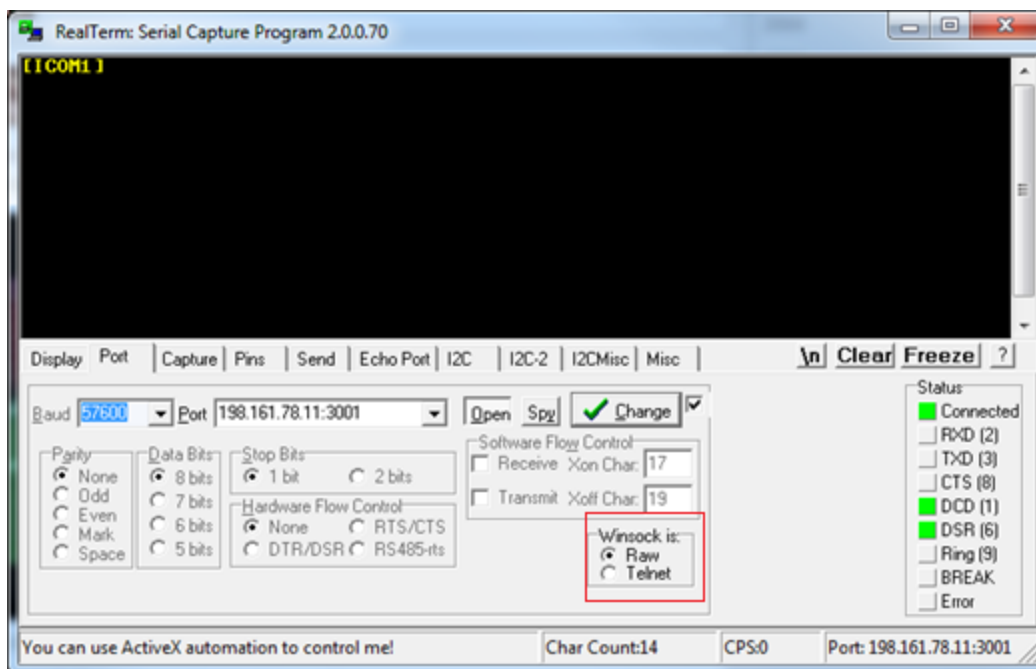 RealTerm: Serial Capture Program 2.0.0.70
[ICOM1]
Display Port Capture Pins Send Echo Port I2C I2C-2 I2CMisc Misc \n Clear Freeze ?
Baud 57600 Port 198.161.78.11:3001 Open Spy Change
Parity
None
Odd
Even
Mark
Space
Data Bits
8 bits
7 bits
6 bits
5 bits
Stop Bits
1 bit 2 bits
Hardware Flow Control
None RTS/CTS
DTR/DSR RS485-rts
Software Flow Control
Receive Xon Char: 17
Transmit Xoff Char: 19
Winsock is:
Raw
Telnet
Status
Connected
RXD (2)
TXD (3)
CTS (8)
DCD (1)
DSR (6)
Ring (9)
BREAK
Error
You can use ActiveX automation to control me! Char Count:14 CPS:0 Port: 198.161.78.11:3001